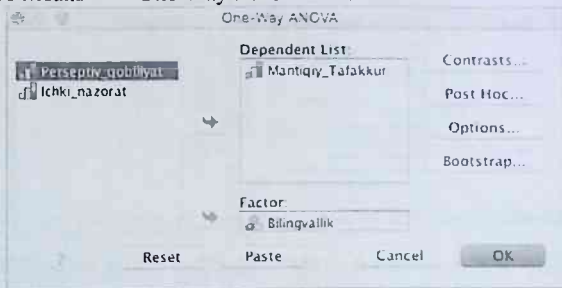 One-Way ANOVA
Dependent List:
Perseptiv_qobiliyat
Mantiqiy_Tafakkur
Ichki_nazorat
Contrasts...
Post Hoc...
Options...
Bootstrap...
Factor:
Bilingvallik
?
Reset
Paste
Cancel
OK